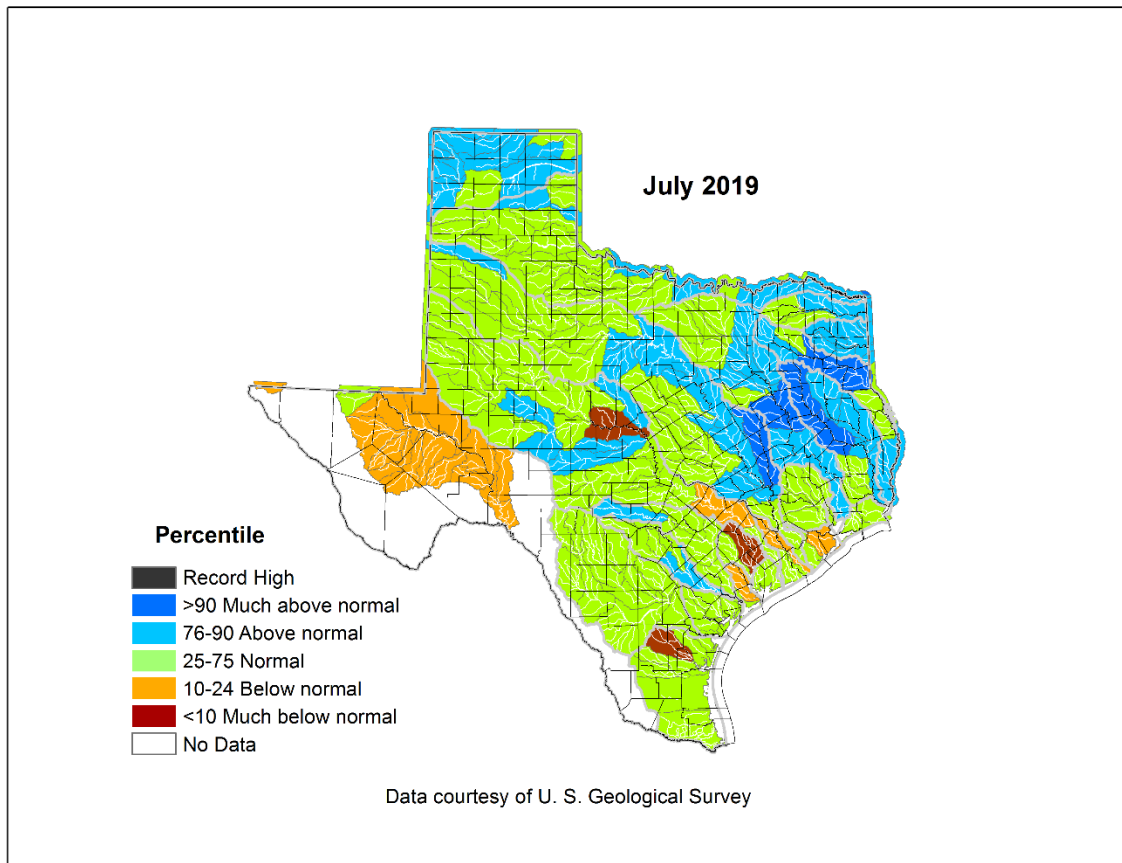 July 2019
Percentile
Record High
>90 Much above normal
76-90 Above normal
25-75 Normal
10-24 Below normal
<10 Much below normal
No Data
Data courtesy of U. S. Geological Survey